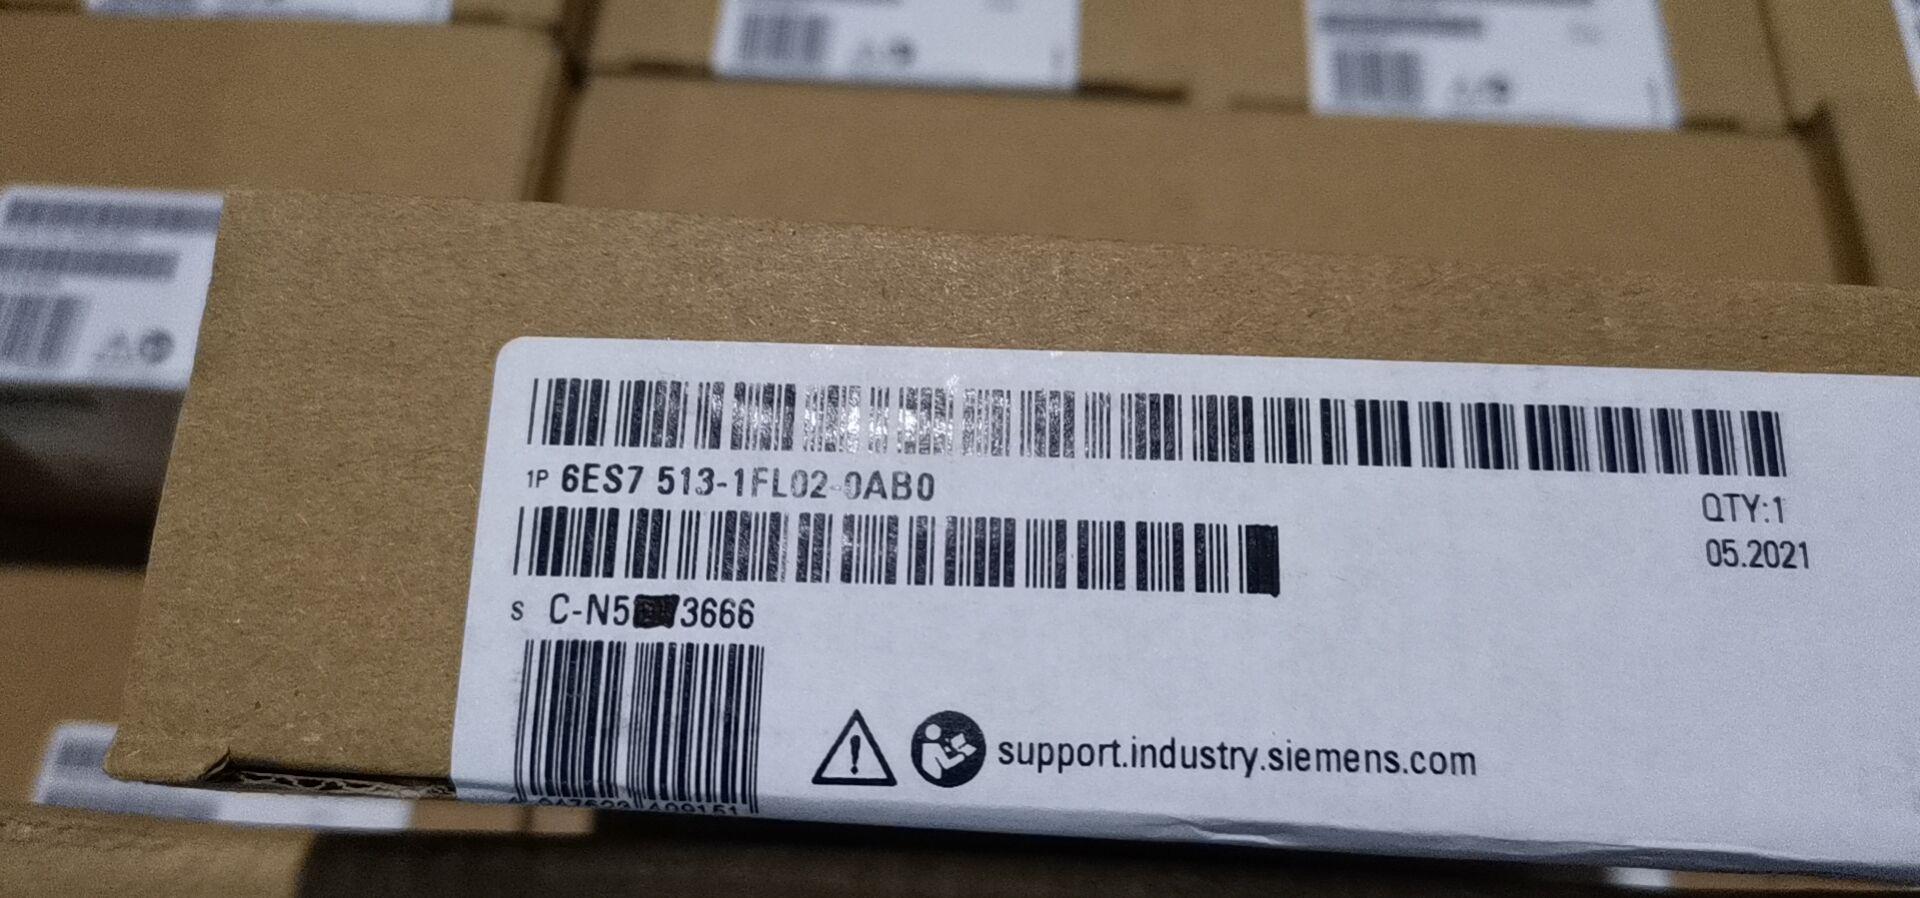 1P 6ES7 513-1FL02-0AB0
QTY:1
05.2021
S C-N5 3666
support.industry.siemens.com